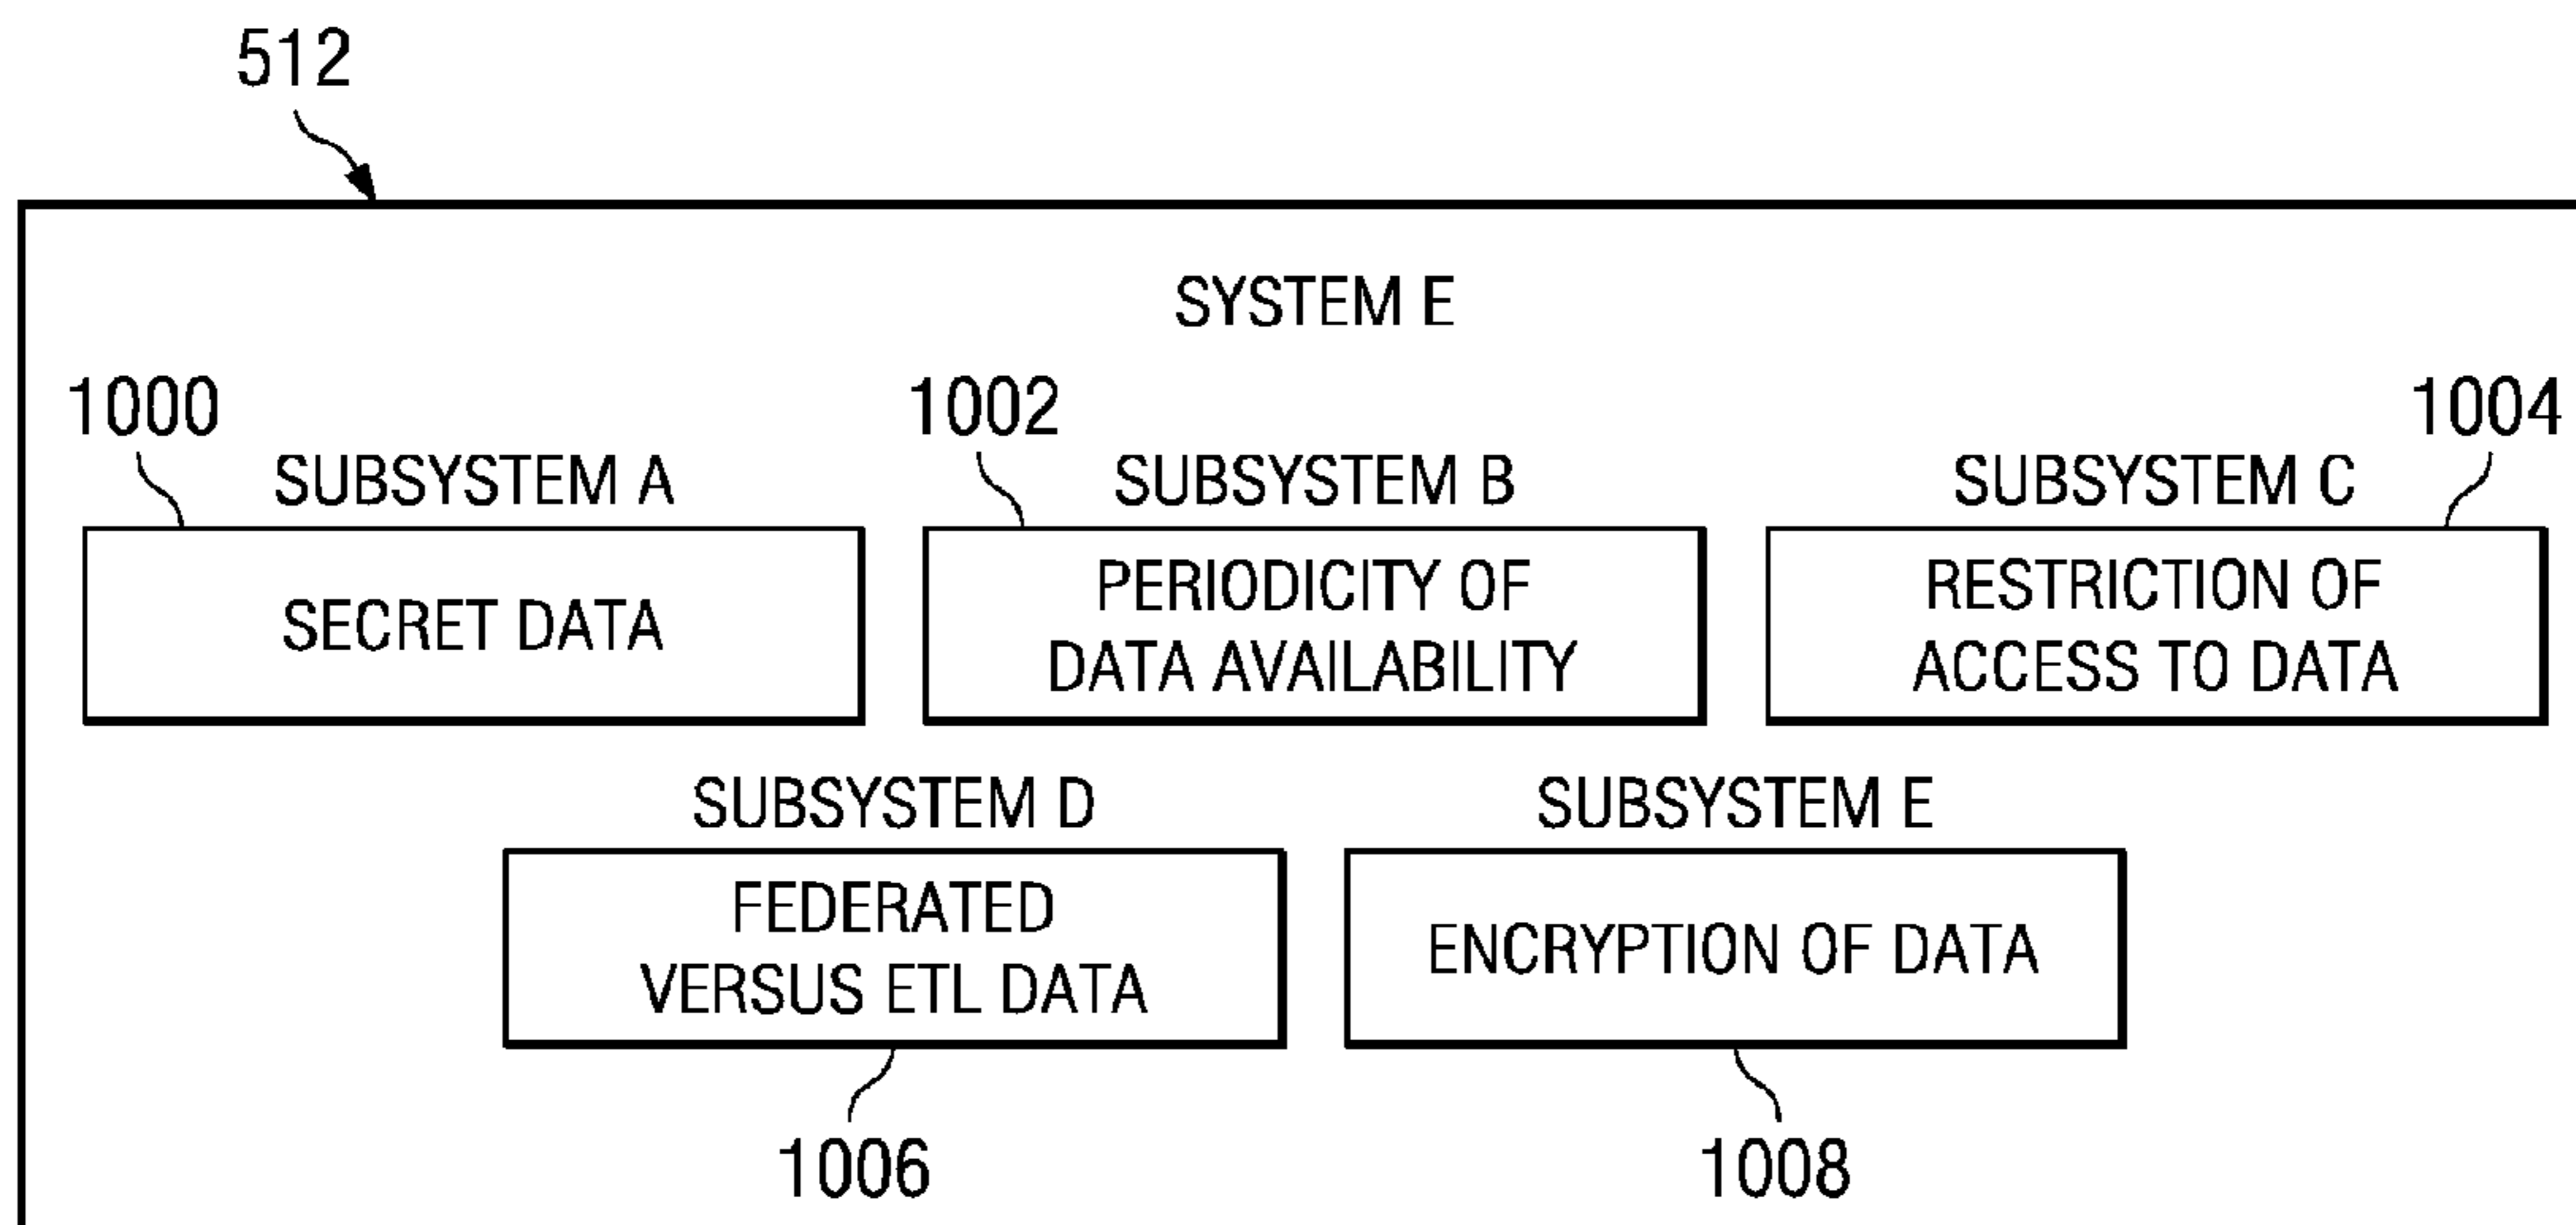 512
SYSTEM E
1000
1002
1004
SUBSYSTEM A
SUBSYSTEM B
SUBSYSTEM C
SECRET DATA
PERIODICITY OF
DATA AVAILABILITY
RESTRICTION OF
ACCESS TO DATA
SUBSYSTEM D
SUBSYSTEM E
FEDERATED
VERSUS ETL DATA
ENCRYPTION OF DATA
1006
1008